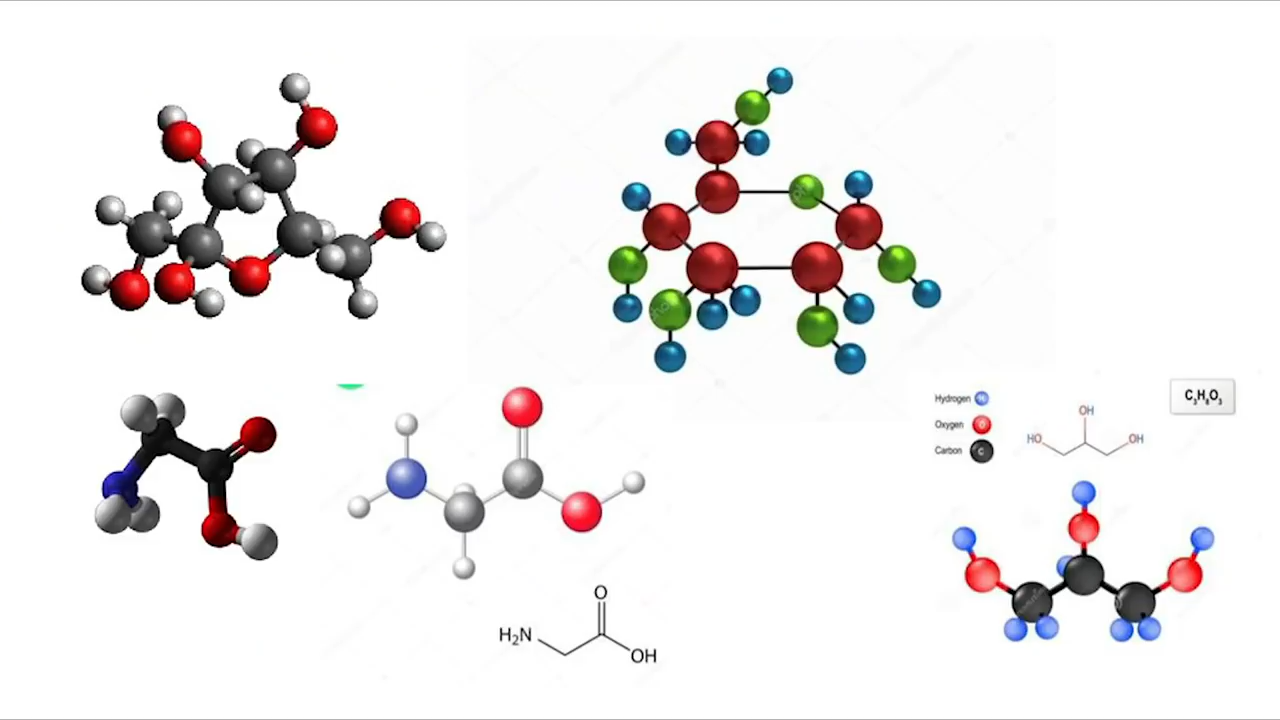 Hydrogen H
Oxygen O
Carbon C
OH
HO OH
C₃H₈O₃
O
H₂N
OH